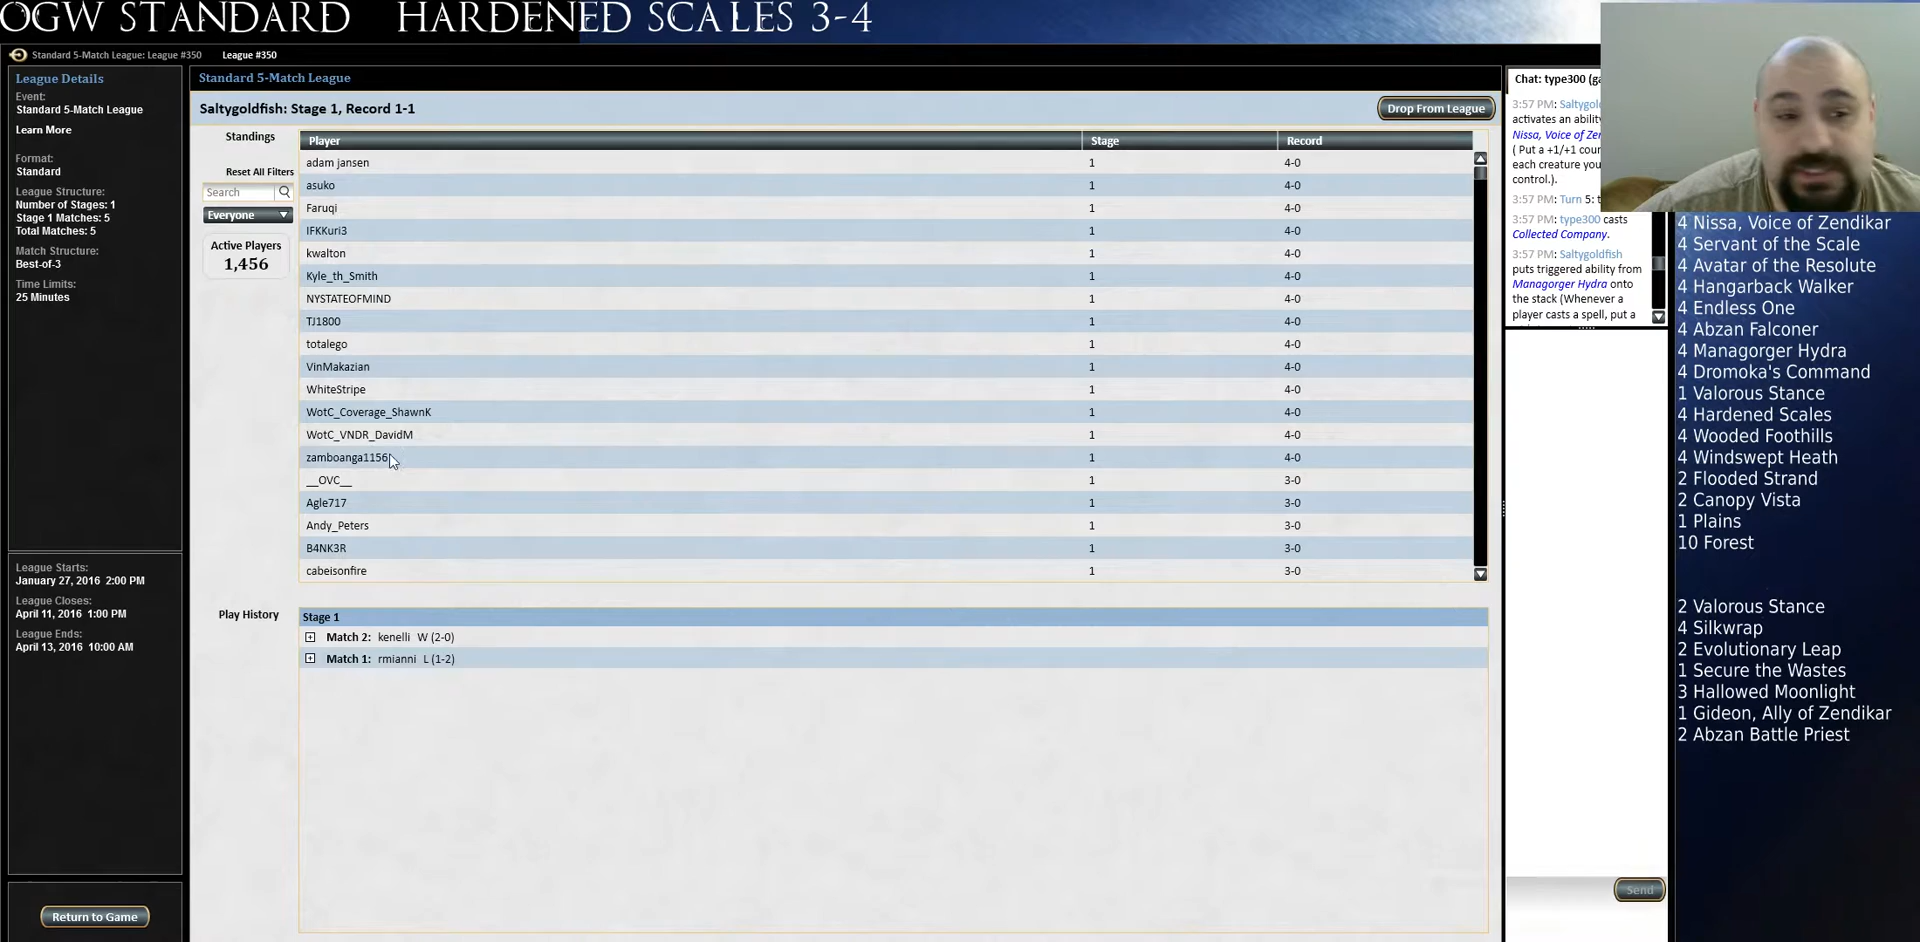 OGW STANDARD HARDENED SCALES 3-4
Standard 5-Match League: League #350 League #350
League Details
Event:
Standard 5-Match League
Learn More
Format:
Standard
League Structure:
Number of Stages: 1
Stage 1 Matches: 5
Total Matches: 5
Match Structure:
Best-of-3
Time Limits:
25 Minutes
League Starts:
January 27, 2016 2:00 PM
League Closes:
April 11, 2016 1:00 PM
League Ends:
April 13, 2016 10:00 AM
Return to Game
Standard 5-Match League
Saltygoldfish: Stage 1, Record 1-1
Drop From League
Standings
Reset All Filters
Search
Everyone
Active Players
1,456
Player Stage Record
adam jansen 1 4-0
asuko 1 4-0
Faruqi 1 4-0
IFKKuri3 1 4-0
kwalton 1 4-0
Kyle_th_Smith 1 4-0
NYSTATEOFMIND 1 4-0
TJ1800 1 4-0
totalego 1 4-0
VinMakazian 1 4-0
WhiteStripe 1 4-0
WotC_Coverage_ShawnK 1 4-0
WotC_VNDR_DavidM 1 4-0
zamboanga1156 1 4-0
__OVC__ 1 3-0
Agle717 1 3-0
Andy_Peters 1 3-0
B4NK3R 1 3-0
cabeisonfire 1 3-0
Play History
Stage 1
Match 2: kenelli W (2-0)
Match 1: rmianni L (1-2)
Chat: type300 (ga
3:57 PM: Saltygol
activates an abilit
Nissa, Voice of Zen
( Put a +1/+1 coun
each creature you
control.).
3:57 PM: Turn 5: t
3:57 PM: type300 casts
Collected Company.
3:57 PM: Saltygoldfish
puts triggered ability from
Managorger Hydra onto
the stack (Whenever a
player casts a spell, put a
Send
4 Nissa, Voice of Zendikar
4 Servant of the Scale
4 Avatar of the Resolute
4 Hangarback Walker
4 Endless One
4 Abzan Falconer
4 Managorger Hydra
4 Dromoka's Command
1 Valorous Stance
4 Hardened Scales
4 Wooded Foothills
4 Windswept Heath
2 Flooded Strand
2 Canopy Vista
1 Plains
10 Forest
2 Valorous Stance
4 Silkwrap
2 Evolutionary Leap
1 Secure the Wastes
3 Hallowed Moonlight
1 Gideon, Ally of Zendikar
2 Abzan Battle Priest